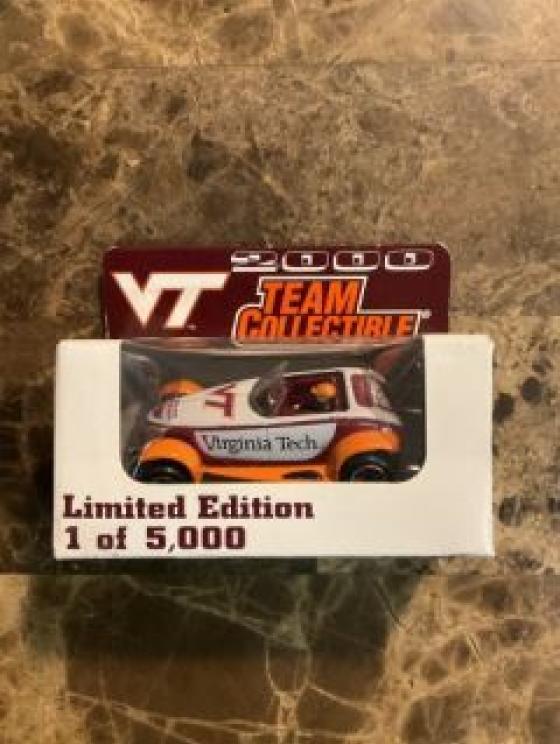 2000
VT
TEAM
COLLECTIBLE
VT
Virginia Tech
Limited Edition
1 of 5,000